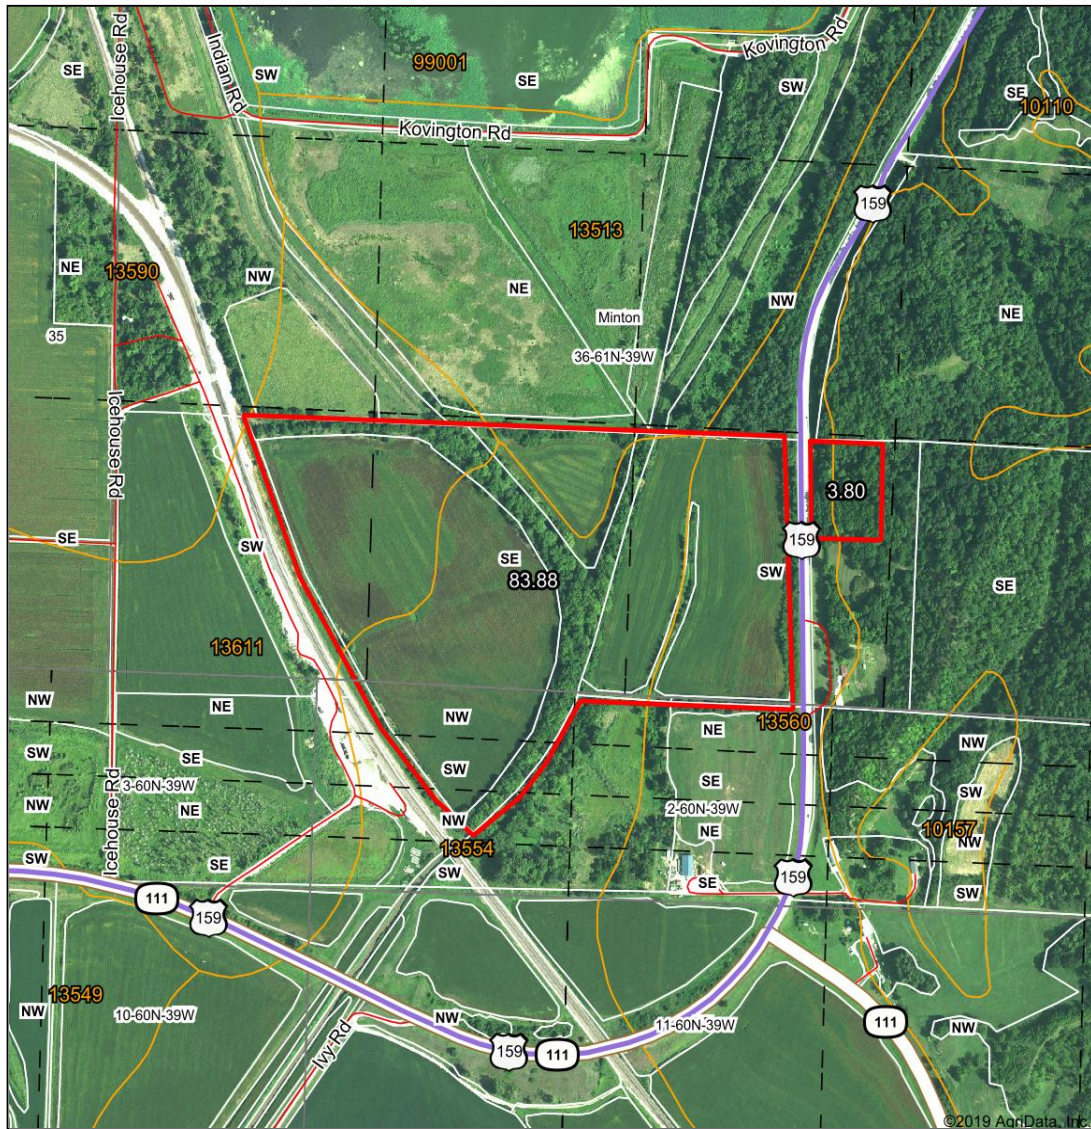 Icehouse Rd
Indian Rd
SE
SW
99001
SE
Kovington Rd
SW
SE
10110
Kovington Rd
159
13513
NE
13590
NW
NE
NW
NE
Minton
35
36-61N-39W
Icehouse Rd
3.80
SE
SW
159
SE
83.88
SW
SE
13611
NW
NE
NW
13560
NE
NW
SW
SE
SW
SE
SW
3-60N-39W
NW
NE
2-60N-39W
NE
10157
NW
NW
Icehouse Rd
SW
SE
13554
SW
159
SE
SW
111
159
13549
NW
10-60N-39W
NW
Ivy Rd
159
111
11-60N-39W
111
NW
©2019 AgriData, Inc.